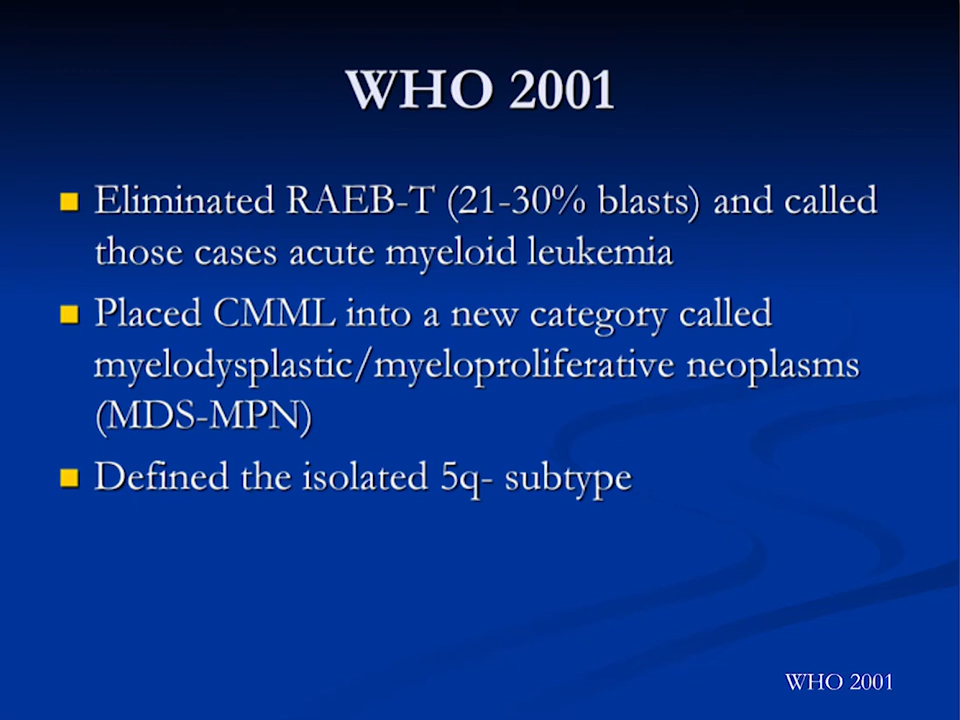 WHO 2001
Eliminated RAEB-T (21-30% blasts) and called
those cases acute myeloid leukemia
Placed CMML into a new category called
myelodysplastic/myeloproliferative neoplasms
(MDS-MPN)
Defined the isolated 5q- subtype
WHO 2001